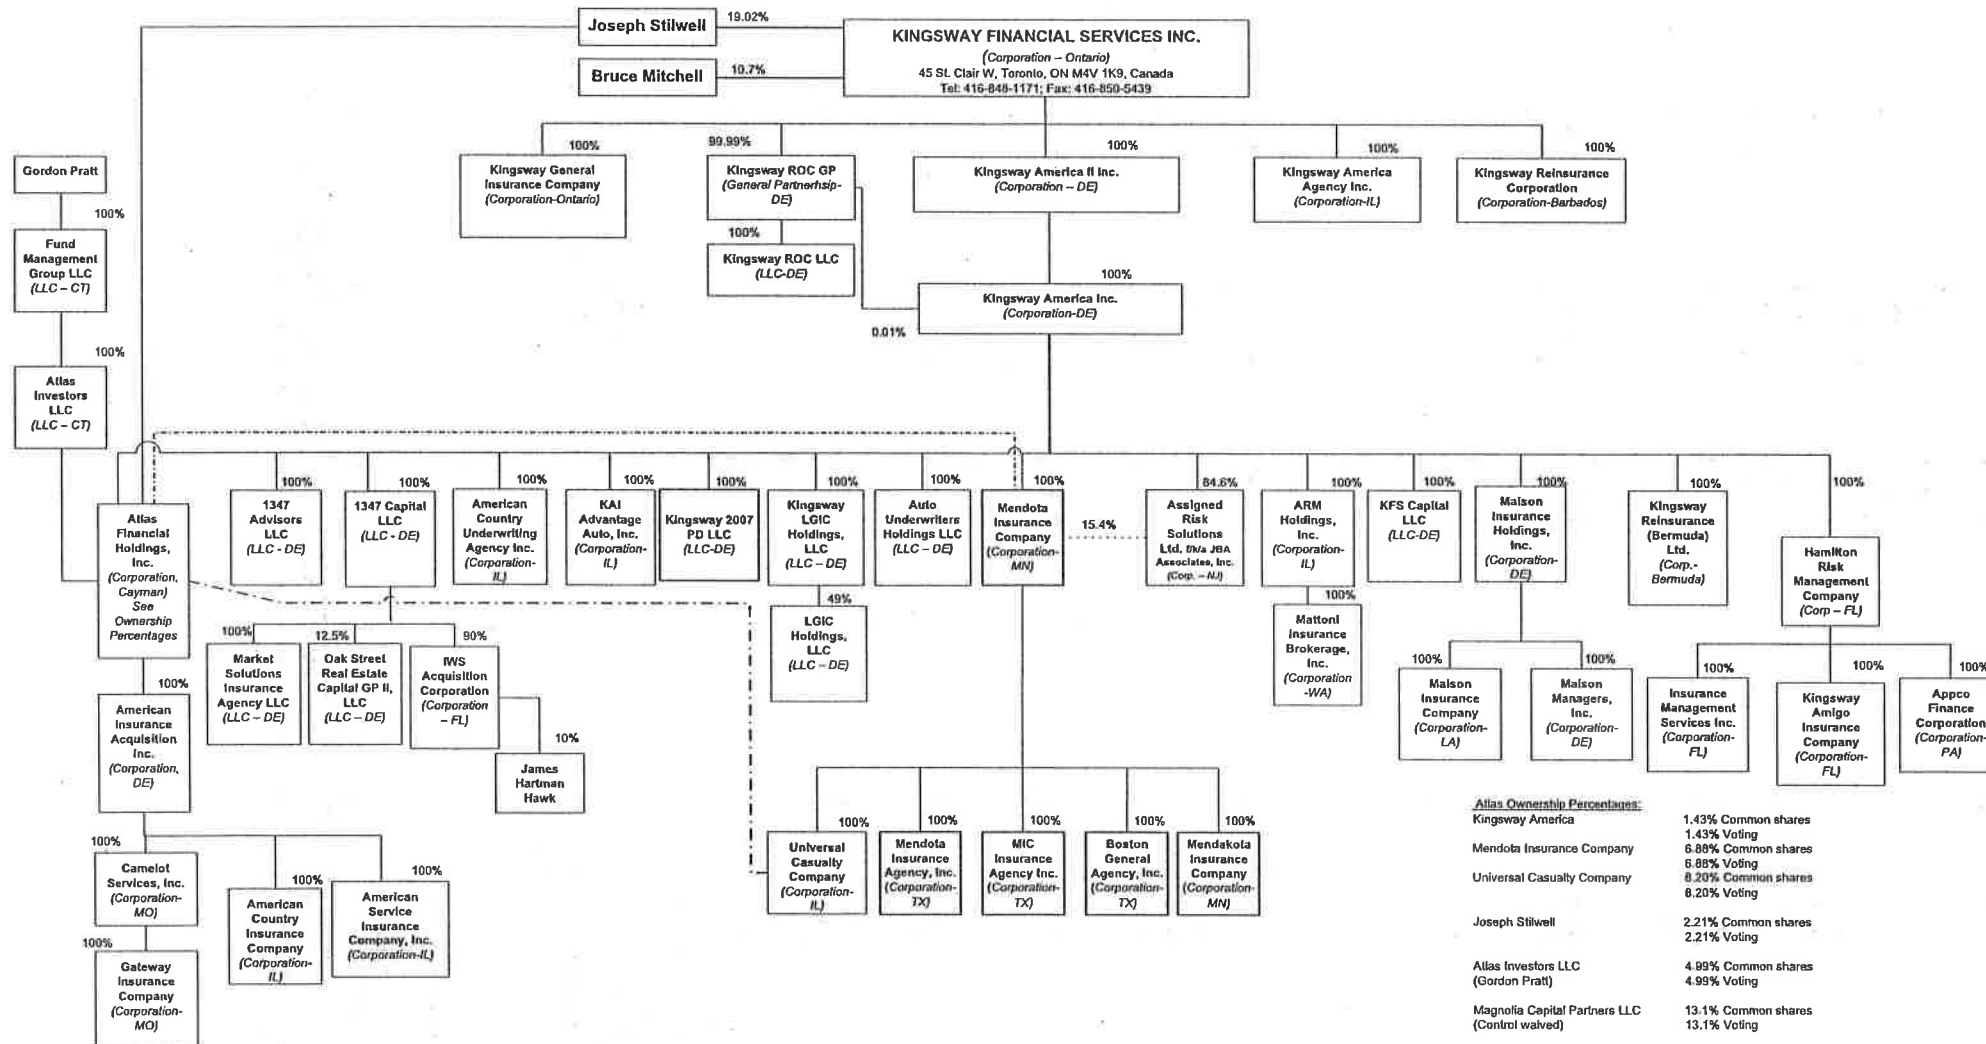 Joseph Stilwell
19.02%
KINGSWAY FINANCIAL SERVICES INC.
(Corporation – Ontario)
45 St. Clair W, Toronto, ON M4V 1K9, Canada
Tel: 416-848-1171; Fax: 416-850-5439
Bruce Mitchell
10.7%
100%
Kingsway General
Insurance Company
(Corporation-Ontario)
99.99%
Kingsway ROC GP
(General Partnerhsip-
DE)
100%
Kingsway America II Inc.
(Corporation – DE)
100%
Kingsway America
Agency Inc.
(Corporation-IL)
100%
Kingsway Reinsurance
Corporation
(Corporation-Barbados)
100%
Kingsway ROC LLC
(LLC-DE)
100%
Kingsway America Inc.
(Corporation-DE)
0.01%
Gordon Pratt
100%
Fund
Management
Group LLC
(LLC – CT)
100%
Atlas
Investors
LLC
(LLC – CT)
Atlas
Financial
Holdings,
Inc.
(Corporation,
Cayman)
See
Ownership
Percentages
100%
1347
Advisors
LLC
(LLC - DE)
100%
1347 Capital
LLC
(LLC - DE)
100%
American
Country
Underwriting
Agency Inc.
(Corporation-
IL)
100%
KAI
Advantage
Auto, Inc.
(Corporation-
IL)
100%
Kingsway 2007
PD LLC
(LLC-DE)
100%
Kingsway
LGIC
Holdings,
LLC
(LLC – DE)
100%
Auto
Underwriters
Holdings LLC
(LLC – DE)
100%
Mendota
Insurance
Company
(Corporation-
MN)
15.4%
84.6%
Assigned
Risk
Solutions
Ltd. f/k/a JBA
Associates, Inc.
(Corp. – NJ)
100%
ARM
Holdings,
Inc.
(Corporation-
IL)
100%
KFS Capital
LLC
(LLC-DE)
100%
Maison
Insurance
Holdings,
Inc.
(Corporation-
DE)
100%
Kingsway
Reinsurance
(Bermuda)
Ltd.
(Corp.-
Bermuda)
100%
Hamilton
Risk
Management
Company
(Corp – FL)
100%
Market
Solutions
Insurance
Agency LLC
(LLC – DE)
12.5%
Oak Street
Real Estate
Capital GP II,
LLC
(LLC – DE)
90%
IWS
Acquisition
Corporation
(Corporation
– FL)
10%
James
Hartman
Hawk
49%
LGIC
Holdings,
LLC
(LLC – DE)
100%
Mattoni
Insurance
Brokerage,
Inc.
(Corporation
-WA)
100%
Maison
Insurance
Company
(Corporation-
LA)
100%
Maison
Managers,
Inc.
(Corporation-
DE)
100%
Insurance
Management
Services Inc.
(Corporation-
FL)
100%
Kingsway
Amigo
Insurance
Company
(Corporation-
FL)
100%
Appco
Finance
Corporation
(Corporation-
PA)
100%
American
Insurance
Acquisition
Inc.
(Corporation,
DE)
100%
Universal
Casualty
Company
(Corporation-
IL)
100%
Mendota
Insurance
Agency, Inc.
(Corporation-
TX)
100%
MIC
Insurance
Agency Inc.
(Corporation-
TX)
100%
Boston
General
Agency, Inc.
(Corporation-
TX)
100%
Mendakota
Insurance
Company
(Corporation-
MN)
100%
Camelot
Services, Inc.
(Corporation-
MO)
100%
American
Country
Insurance
Company
(Corporation-
IL)
100%
American
Service
Insurance
Company, Inc.
(Corporation-IL)
100%
Gateway
Insurance
Company
(Corporation-
MO)
Atlas Ownership Percentages:
Kingsway America 1.43% Common shares
1.43% Voting
Mendota Insurance Company 6.88% Common shares
6.88% Voting
Universal Casualty Company 8.20% Common shares
8.20% Voting
Joseph Stilwell 2.21% Common shares
2.21% Voting
Atlas Investors LLC 4.99% Common shares
(Gordon Pratt) 4.99% Voting
Magnolia Capital Partners LLC 13.1% Common shares
(Control waived) 13.1% Voting